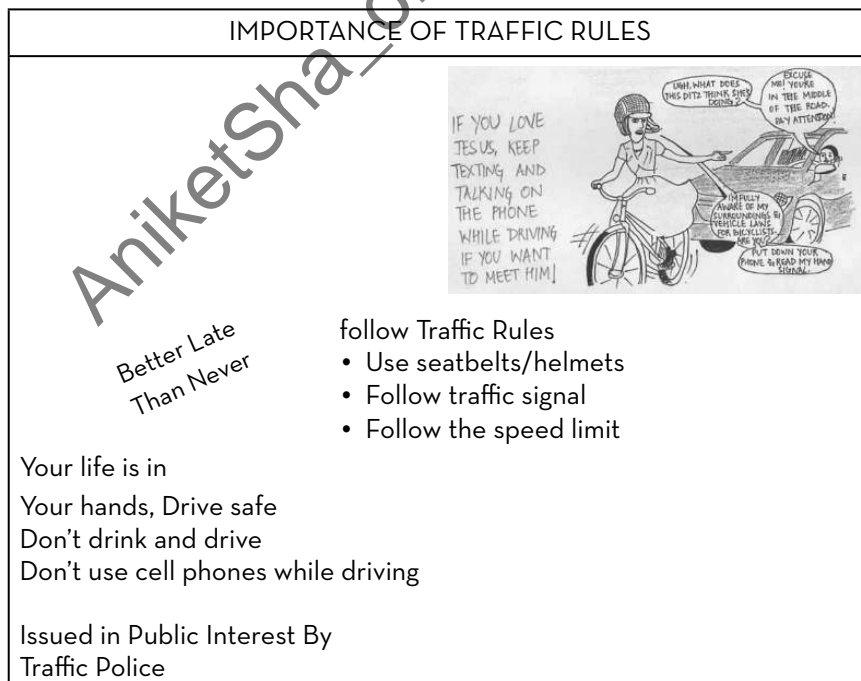 IMPORTANCE OF TRAFFIC RULES
AniketSha_o
IF YOU LOVE
JESUS, KEEP
TEXTING AND
TALKING ON
THE PHONE
WHILE DRIVING
IF YOU WANT
TO MEET HIM!
UGH, WHAT DOES
THIS DITZ THINK SHE'S
DOING?
EXCUSE
ME! YOU'RE
IN THE MIDDLE
OF THE ROAD.
PAY ATTENTION!
I'M FULLY
AWARE OF MY
SURROUNDINGS &
VEHICLE LAWS
FOR BICYCLISTS.
ARE YOU?
PUT DOWN YOUR
PHONE & READ MY HAND
SIGNAL.
Better Late
Than Never
follow Traffic Rules
• Use seatbelts/helmets
• Follow traffic signal
• Follow the speed limit
Your life is in
Your hands, Drive safe
Don't drink and drive
Don't use cell phones while driving
Issued in Public Interest By
Traffic Police